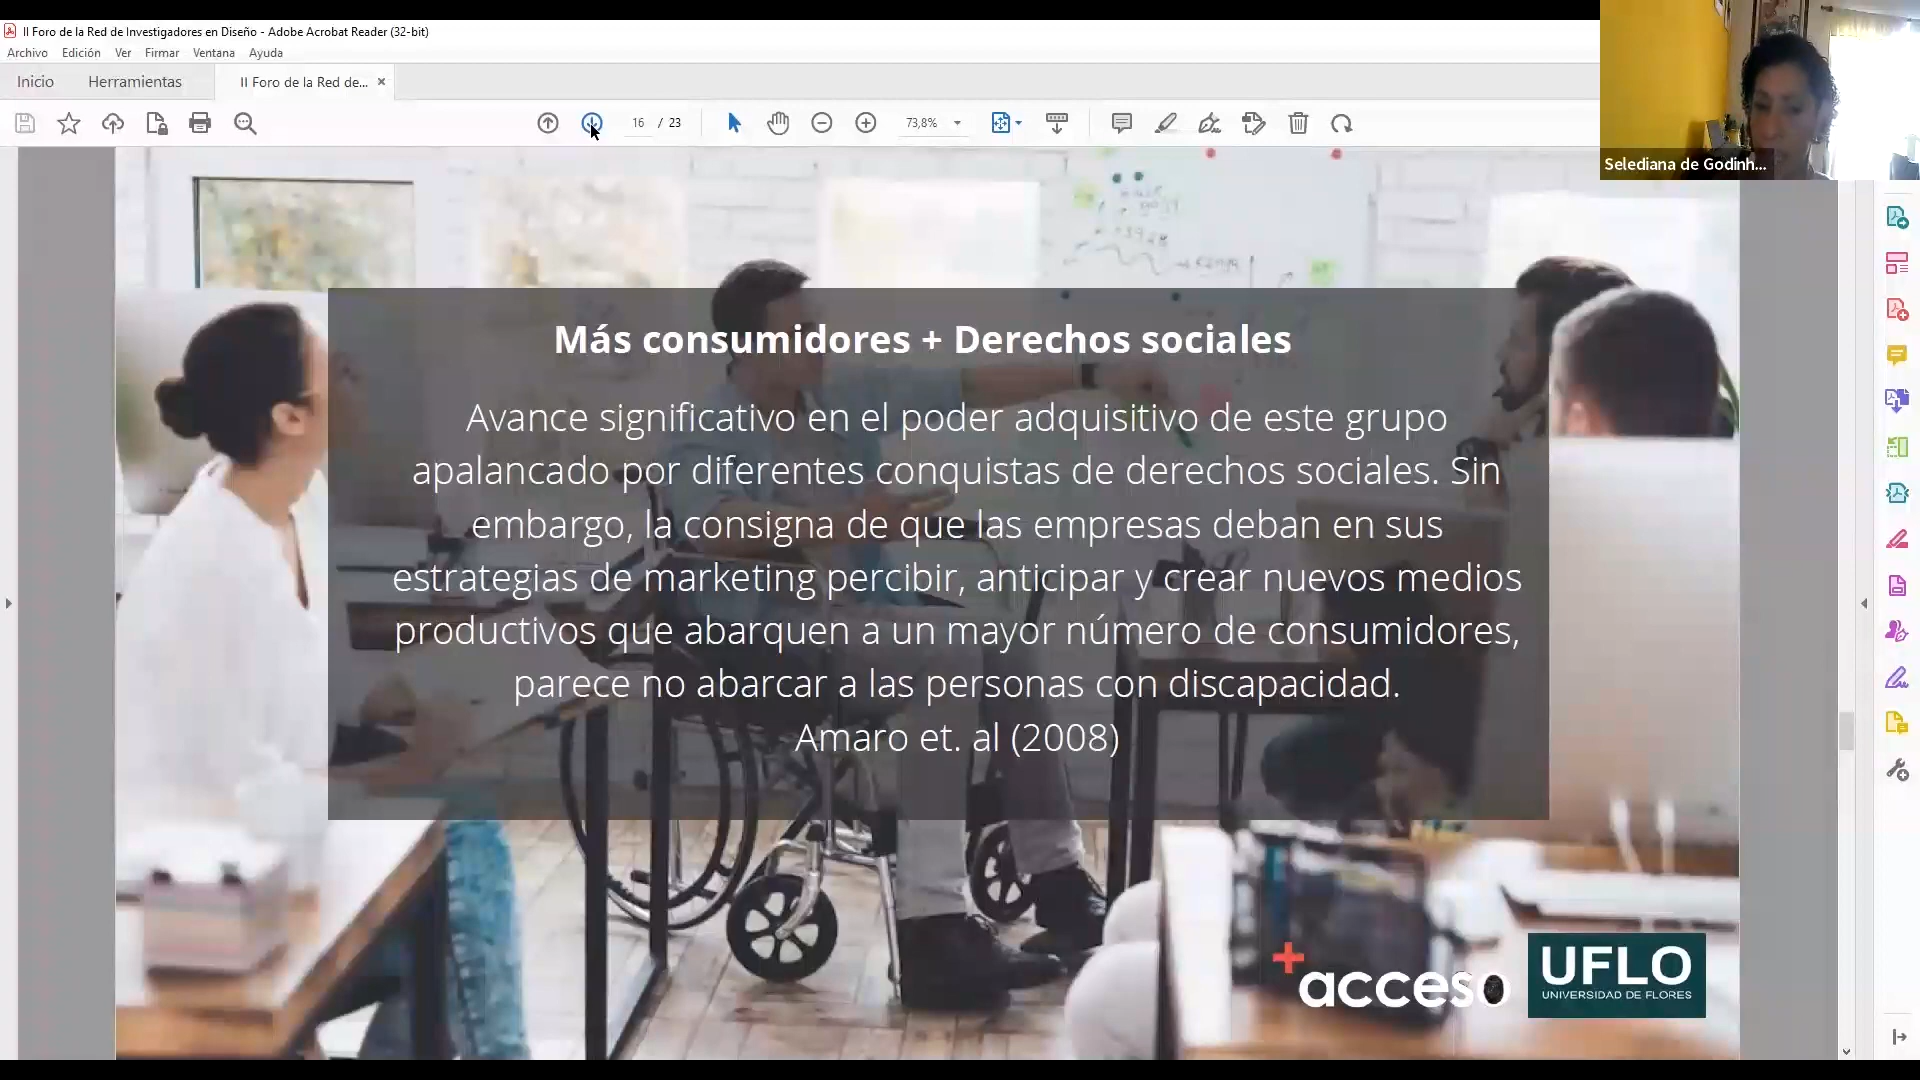 II Foro de la Red de Investigadores en Diseño - Adobe Acrobat Reader (32-bit)
Archivo Edición Ver Firmar Ventana Ayuda
Inicio Herramientas II Foro de la Red de... ×
16 / 23 73,8%
Selediana de Godinh...
Más consumidores + Derechos sociales
Avance significativo en el poder adquisitivo de este grupo
apalancado por diferentes conquistas de derechos sociales. Sin
embargo, la consigna de que las empresas deban en sus
estrategias de marketing percibir, anticipar y crear nuevos medios
productivos que abarquen a un mayor número de consumidores,
parece no abarcar a las personas con discapacidad.
Amaro et. al (2008)
+acceso
UFLO
UNIVERSIDAD DE FLORES